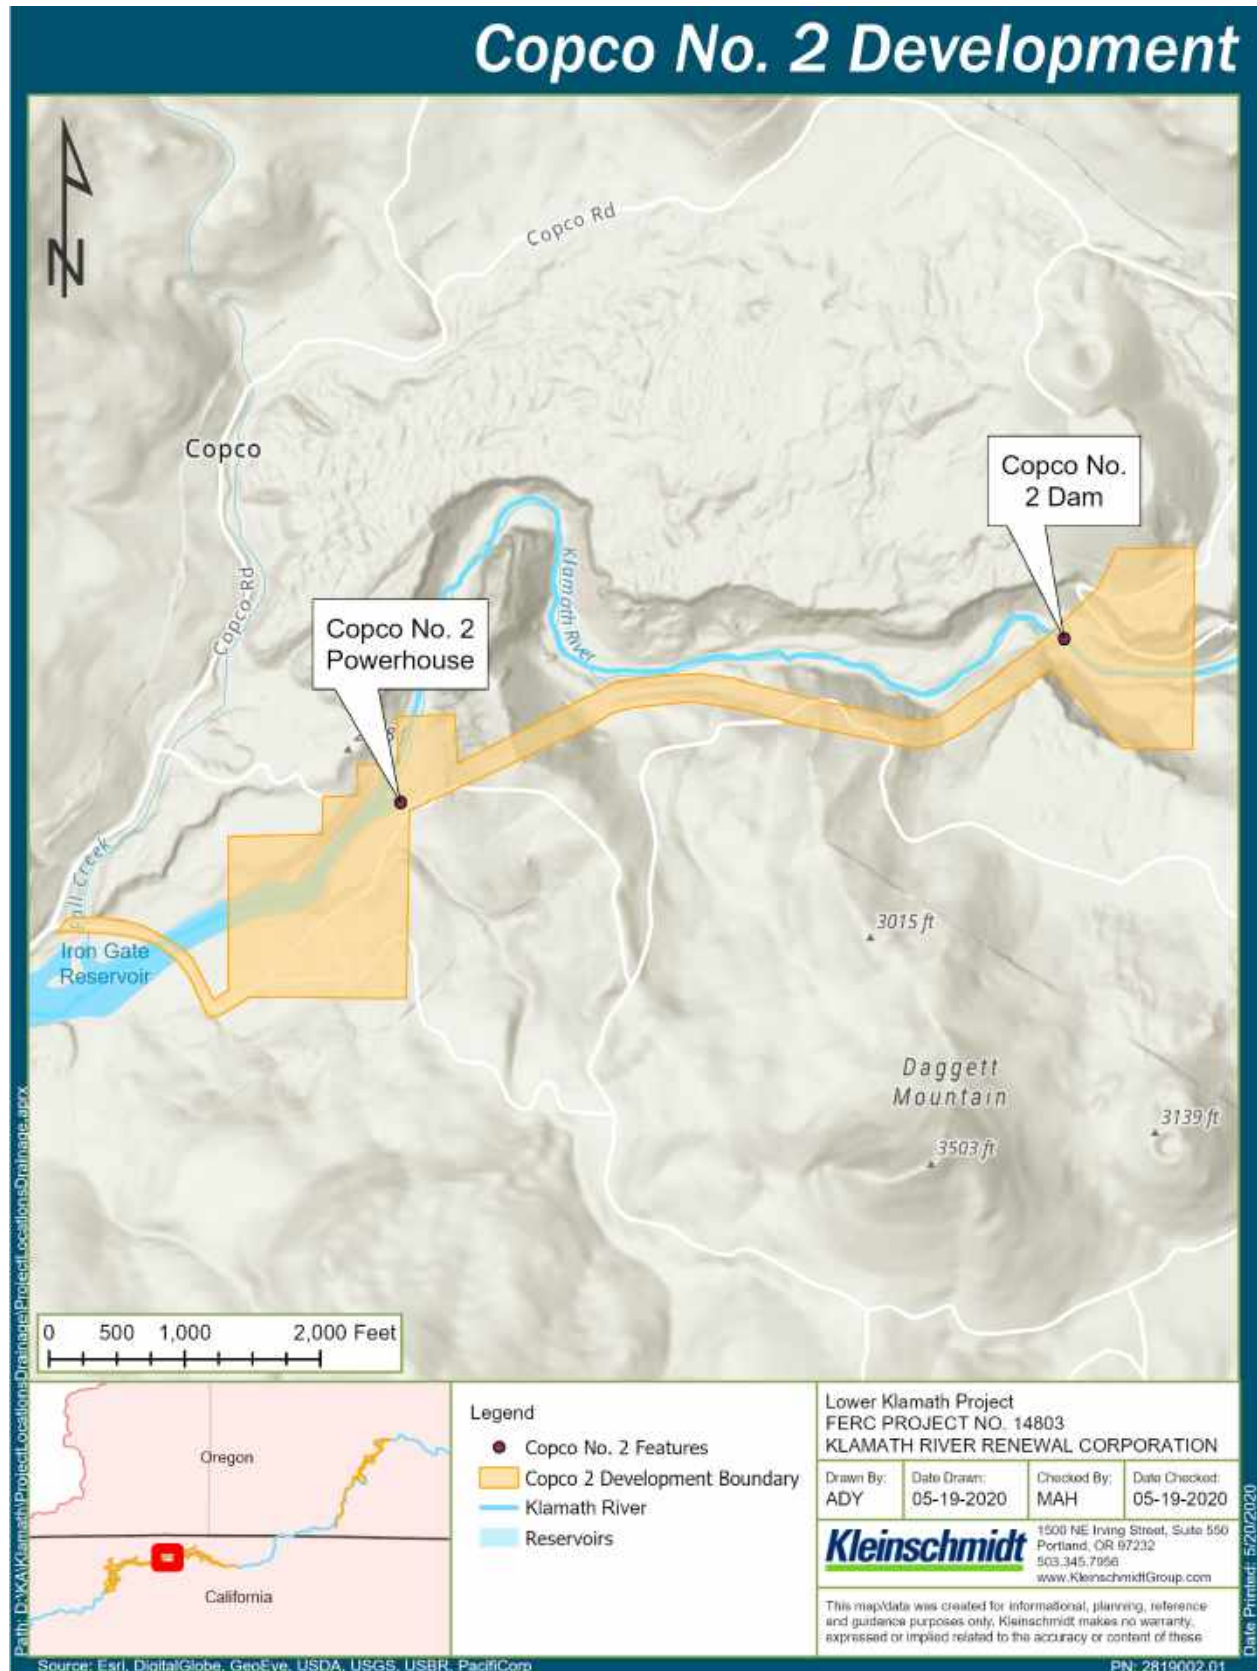 Copco No. 2 Development
N
Copco Rd
Copco
Copco No.
2 Dam
Klamath River
Copco Rd
Copco No. 2
Powerhouse
Fall Creek
Iron Gate
Reservoir
3015 ft
Daggett
Mountain
3139 ft
3503 ft
0 500 1,000 2,000 Feet
Oregon
California
Legend
Copco No. 2 Features
Copco 2 Development Boundary
Klamath River
Reservoirs
Lower Klamath Project
FERC PROJECT NO. 14803
KLAMATH RIVER RENEWAL CORPORATION
Drawn By:
ADY
Date Drawn:
05-19-2020
Checked By:
MAH
Date Checked:
05-19-2020
Kleinschmidt
1500 NE Irving Street, Suite 550
Portland, OR 97232
503.345.7956
www.KleinschmidtGroup.com
This map/data was created for informational, planning, reference
and guidance purposes only. Kleinschmidt makes no warranty,
expressed or implied related to the accuracy or content of these
Path: D:\KA\Klamath\ProjectLocationsDrainage\ProjectLocationsDrainage.aprx
Date Printed: 5/20/2020
Source: Esri, DigitalGlobe, GeoEye, USDA, USGS, USBR, PacifiCorp
PN: 2819002.01